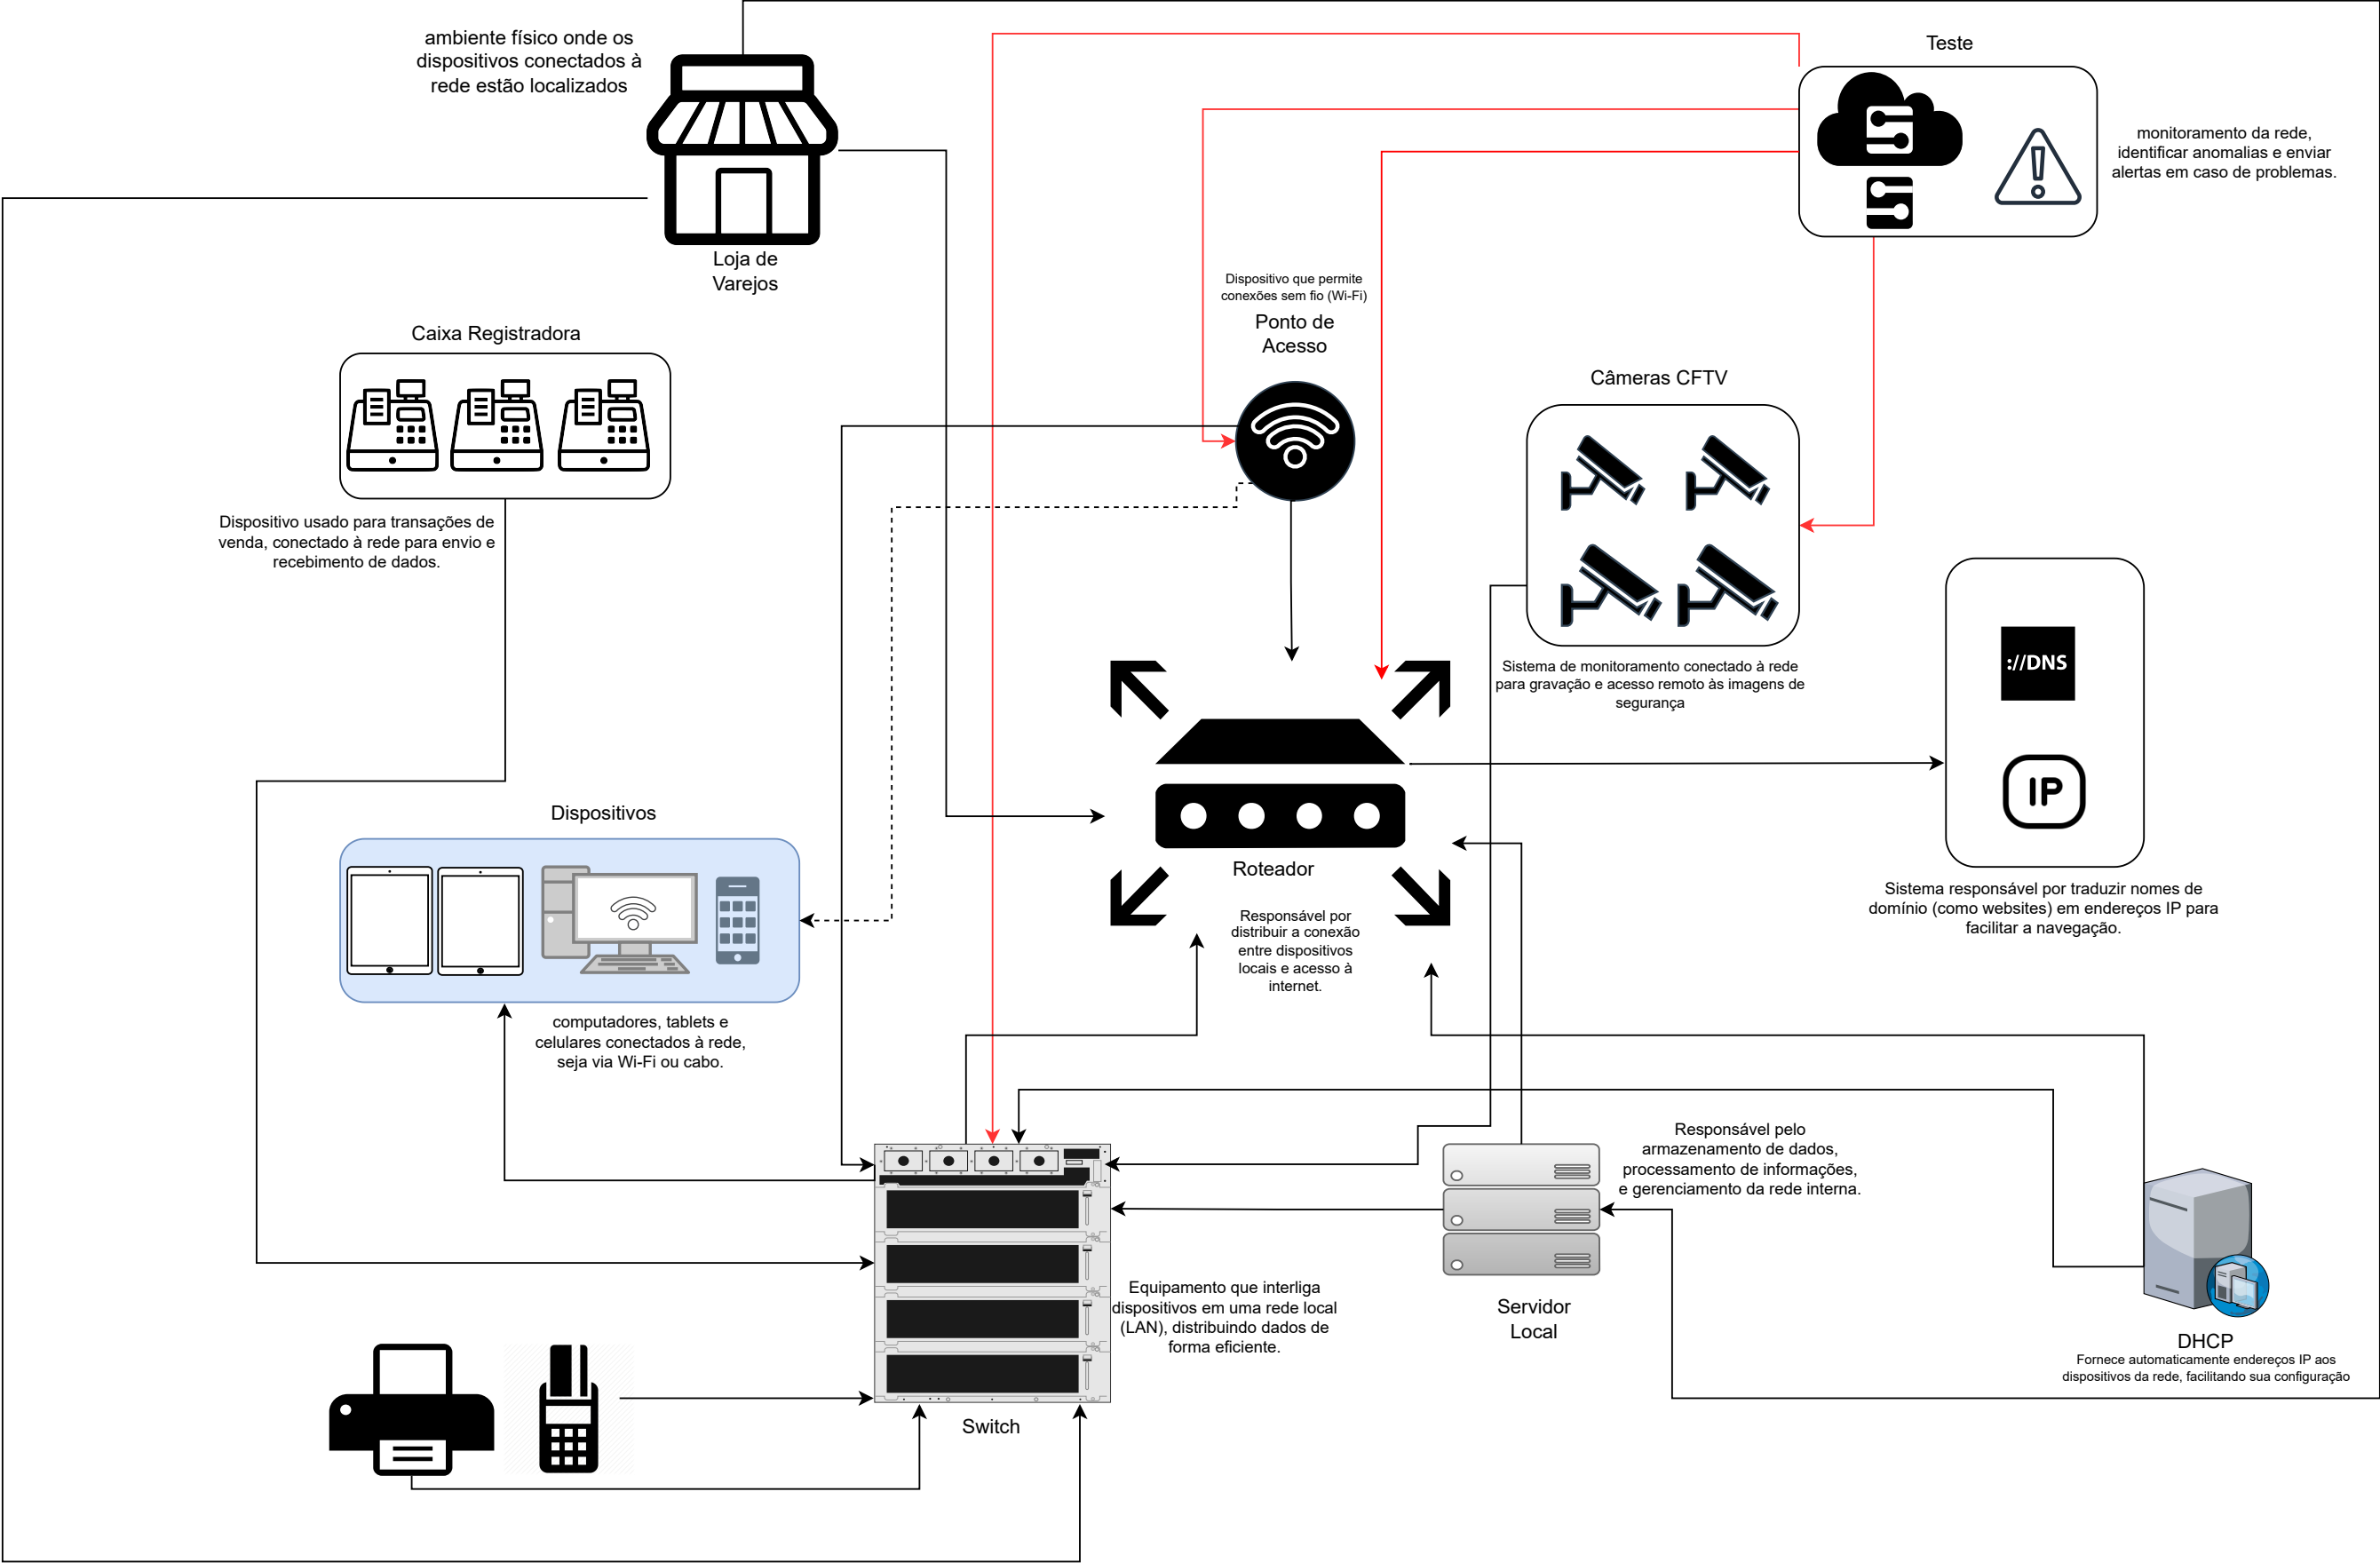 ambiente físico onde os
dispositivos conectados à
rede estão localizados
Loja de
Varejos
Teste
monitoramento da rede,
identificar anomalias e enviar
alertas em caso de problemas.
Dispositivo que permite
conexões sem fio (Wi-Fi)
Ponto de
Acesso
Caixa Registradora
Dispositivo usado para transações de
venda, conectado à rede para envio e
recebimento de dados.
Câmeras CFTV
Sistema de monitoramento conectado à rede
para gravação e acesso remoto às imagens de
segurança
://DNS
IP
Sistema responsável por traduzir nomes de
domínio (como websites) em endereços IP para
facilitar a navegação.
Dispositivos
computadores, tablets e
celulares conectados à rede,
seja via Wi-Fi ou cabo.
Roteador
Responsável por
distribuir a conexão
entre dispositivos
locais e acesso à
internet.
Responsável pelo
armazenamento de dados,
processamento de informações,
e gerenciamento da rede interna.
Servidor
Local
Equipamento que interliga
dispositivos em uma rede local
(LAN), distribuindo dados de
forma eficiente.
Switch
DHCP
Fornece automaticamente endereços IP aos
dispositivos da rede, facilitando sua configuração